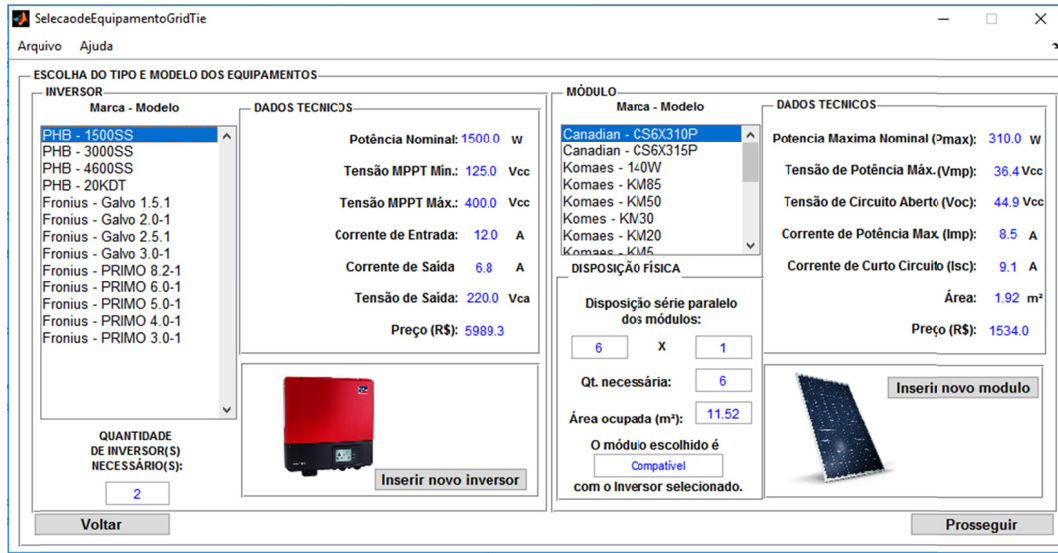 SelecaodeEquipamentoGridTie
Arquivo Ajuda
ESCOLHA DO TIPO E MODELO DOS EQUIPAMENTOS
INVERSOR
Marca - Modelo
PHB - 1500SS
PHB - 3000SS
PHB - 4600SS
PHB - 20KDT
Fronius - Galvo 1.5.1
Fronius - Galvo 2.0-1
Fronius - Galvo 2.5.1
Fronius - Galvo 3.0-1
Fronius - PRIMO 8.2-1
Fronius - PRIMO 6.0-1
Fronius - PRIMO 5.0-1
Fronius - PRIMO 4.0-1
Fronius - PRIMO 3.0-1
QUANTIDADE
DE INVERSOR(S)
NECESSÁRIO(S):
2
DADOS TECNICOS
Potência Nominal: 1500.0 W
Tensão MPPT Min.: 125.0 Vcc
Tensão MPPT Máx.: 400.0 Vcc
Corrente de Entrada: 12.0 A
Corrente de Saída 6.8 A
Tensão de Saída: 220.0 Vca
Preço (R$): 5989.3
Inserir novo inversor
MÓDULO
Marca - Modelo
Canadian - CS6X310P
Canadian - CS6X315P
Komaes - 140W
Komaes - KM85
Komaes - KM50
Komes - KM30
Komaes - KM20
Komaes - KM5
DISPOSIÇÃO FÍSICA
Disposição série paralelo
dos módulos:
6 X 1
Qt. necessária: 6
Área ocupada (m²): 11.52
O módulo escolhido é
Compatível
com o Inversor selecionado.
DADOS TECNICOS
Potencia Maxima Nominal (Pmax): 310.0 W
Tensão de Potência Máx.(Vmp): 36.4 Vcc
Tensão de Circuito Aberto (Voc): 44.9 Vcc
Corrente de Potência Max. (Imp): 8.5 A
Corrente de Curto Circuito (Isc): 9.1 A
Área: 1.92 m²
Preço (R$): 1534.0
Inserir novo modulo
Voltar
Prosseguir